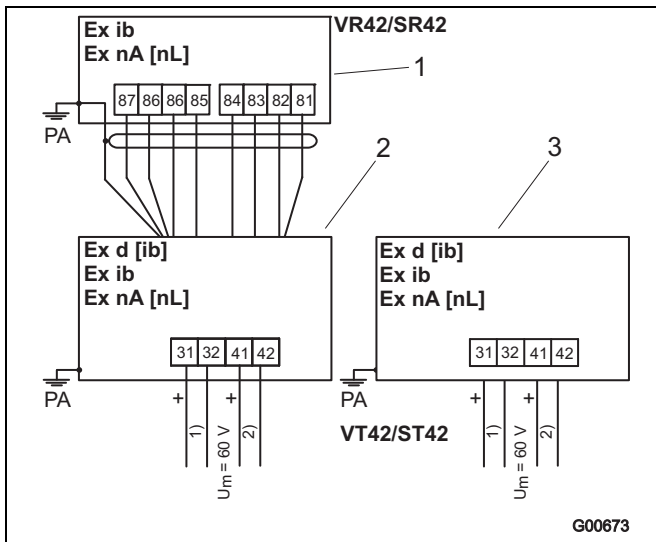 VR42/SR42
Ex ib
Ex nA [nL]
1
87 86 86 85 84 83 82 81
PA
2
3
Ex d [ib]
Ex ib
Ex nA [nL]
31 32 41 42
PA
+ +
1) Um = 60 V 2)
Ex d [ib]
Ex ib
Ex nA [nL]
31 32 41 42
PA
+ +
VT42/ST42
1) Um = 60 V 2)
G00673